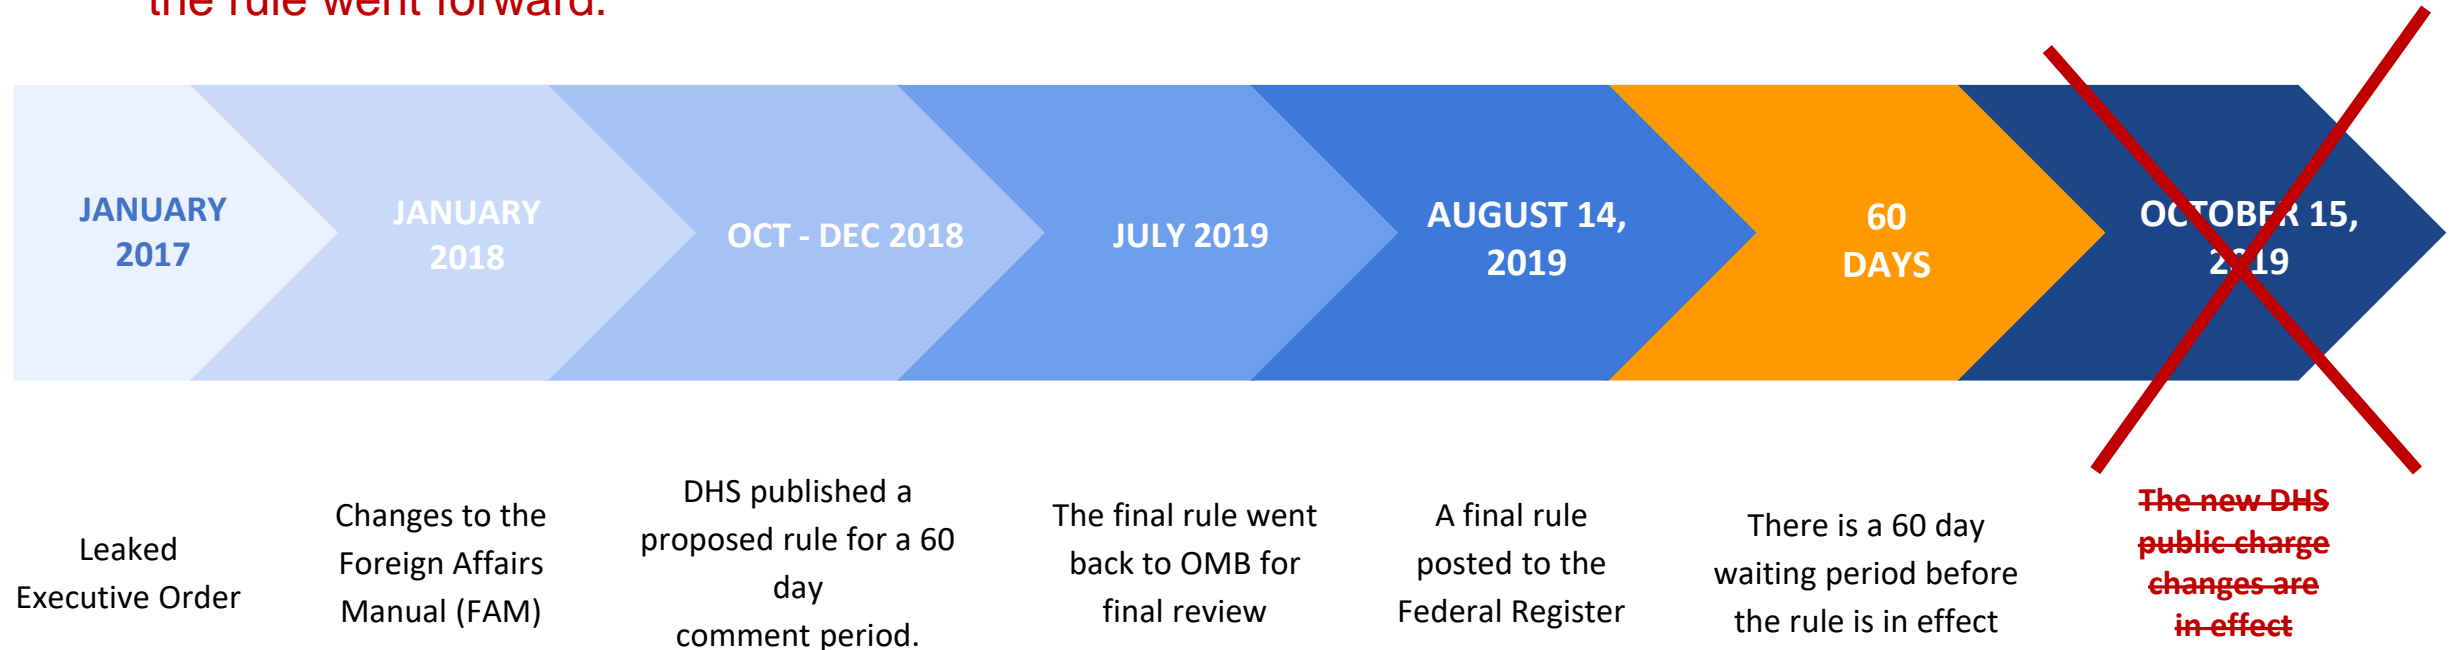 the rule went forward.
JANUARY
2017
JANUARY
2018
OCT - DEC 2018
JULY 2019
AUGUST 14,
2019
60
DAYS
OCTOBER 15,
2019
Leaked
Executive Order
Changes to the
Foreign Affairs
Manual (FAM)
DHS published a
proposed rule for a 60
day
comment period.
The final rule went
back to OMB for
final review
A final rule
posted to the
Federal Register
There is a 60 day
waiting period before
the rule is in effect
The new DHS
public charge
changes are
in effect